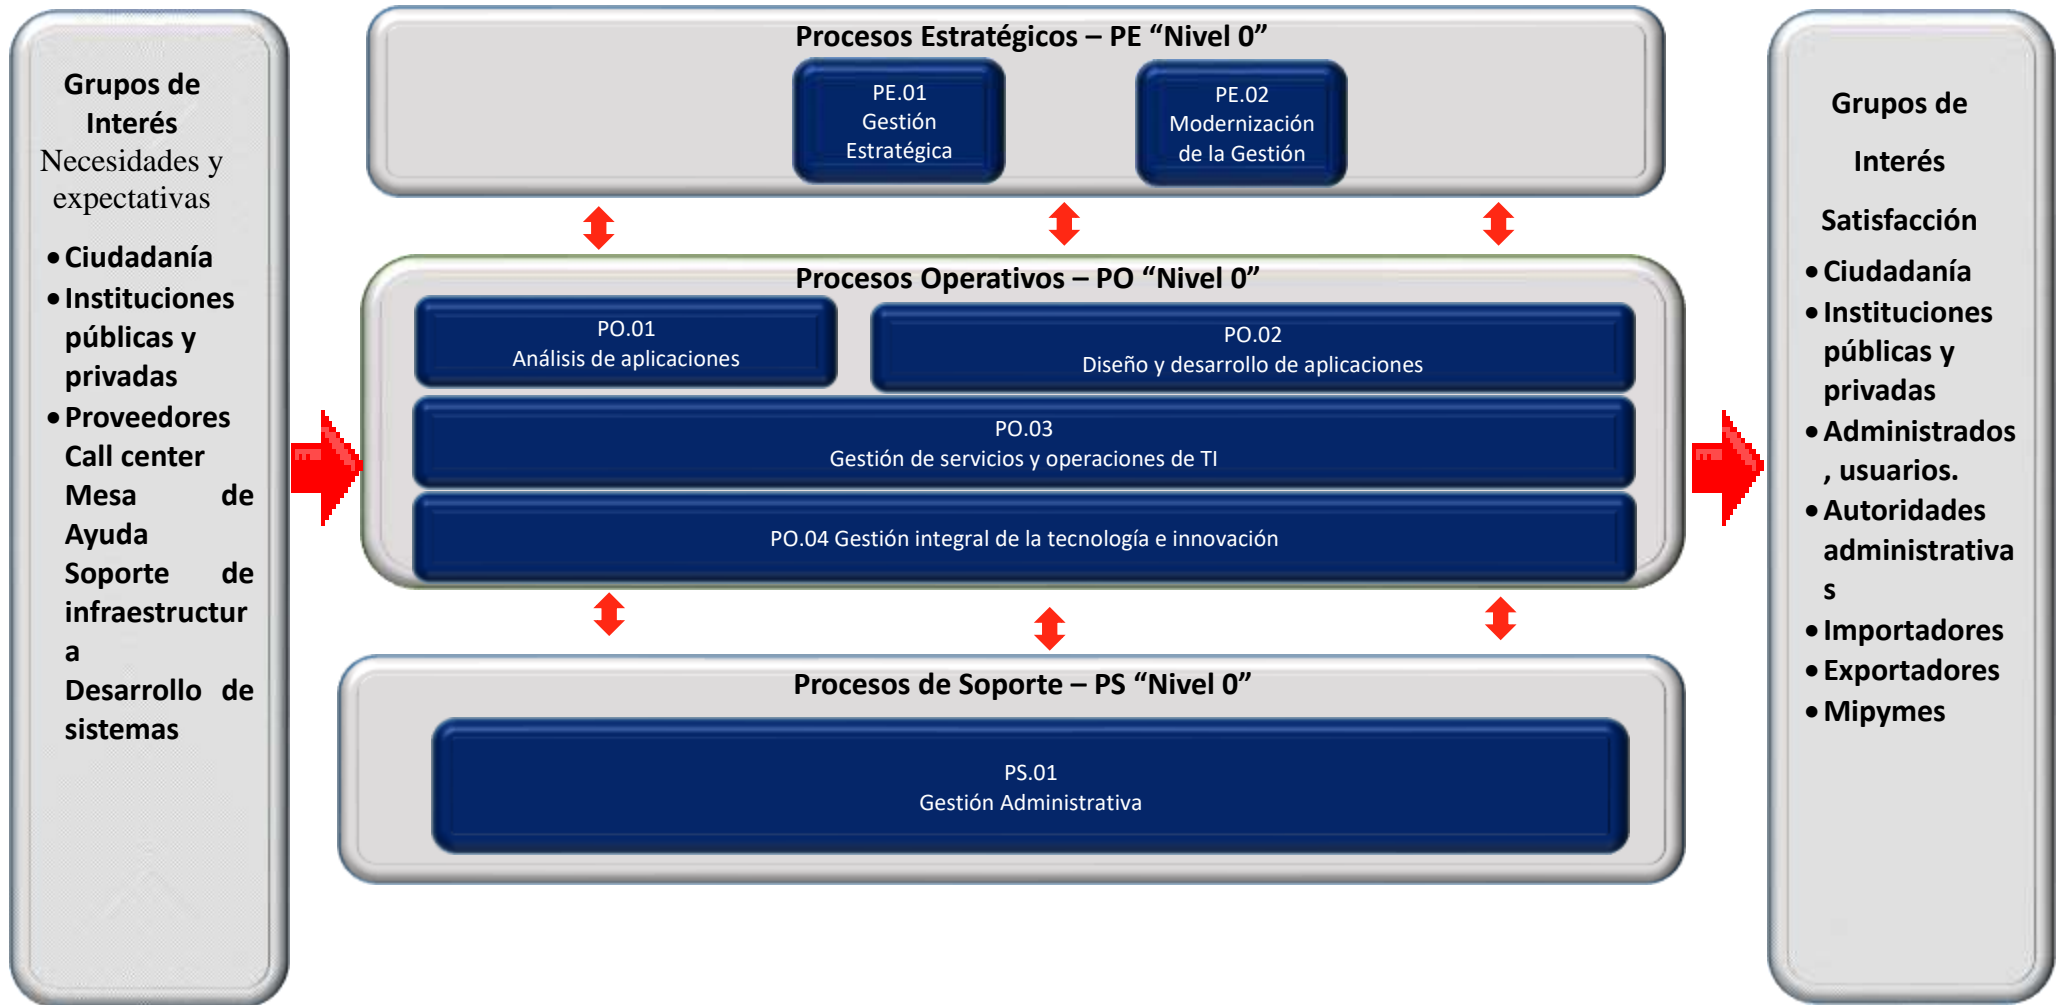 Grupos de
Interés
Necesidades y
expectativas
• Ciudadanía
• Instituciones
públicas y
privadas
• Proveedores
Call center
Mesa de
Ayuda
Soporte de
infraestructur
a
Desarrollo de
sistemas
Procesos Estratégicos – PE “Nivel 0”
PE.01
Gestión
Estratégica
PE.02
Modernización
de la Gestión
Procesos Operativos – PO “Nivel 0”
PO.01
Análisis de aplicaciones
PO.02
Diseño y desarrollo de aplicaciones
PO.03
Gestión de servicios y operaciones de TI
PO.04 Gestión integral de la tecnología e innovación
Procesos de Soporte – PS “Nivel 0”
PS.01
Gestión Administrativa
Grupos de
Interés
Satisfacción
• Ciudadanía
• Instituciones
públicas y
privadas
• Administrados
, usuarios.
• Autoridades
administrativa
s
• Importadores
• Exportadores
• Mipymes